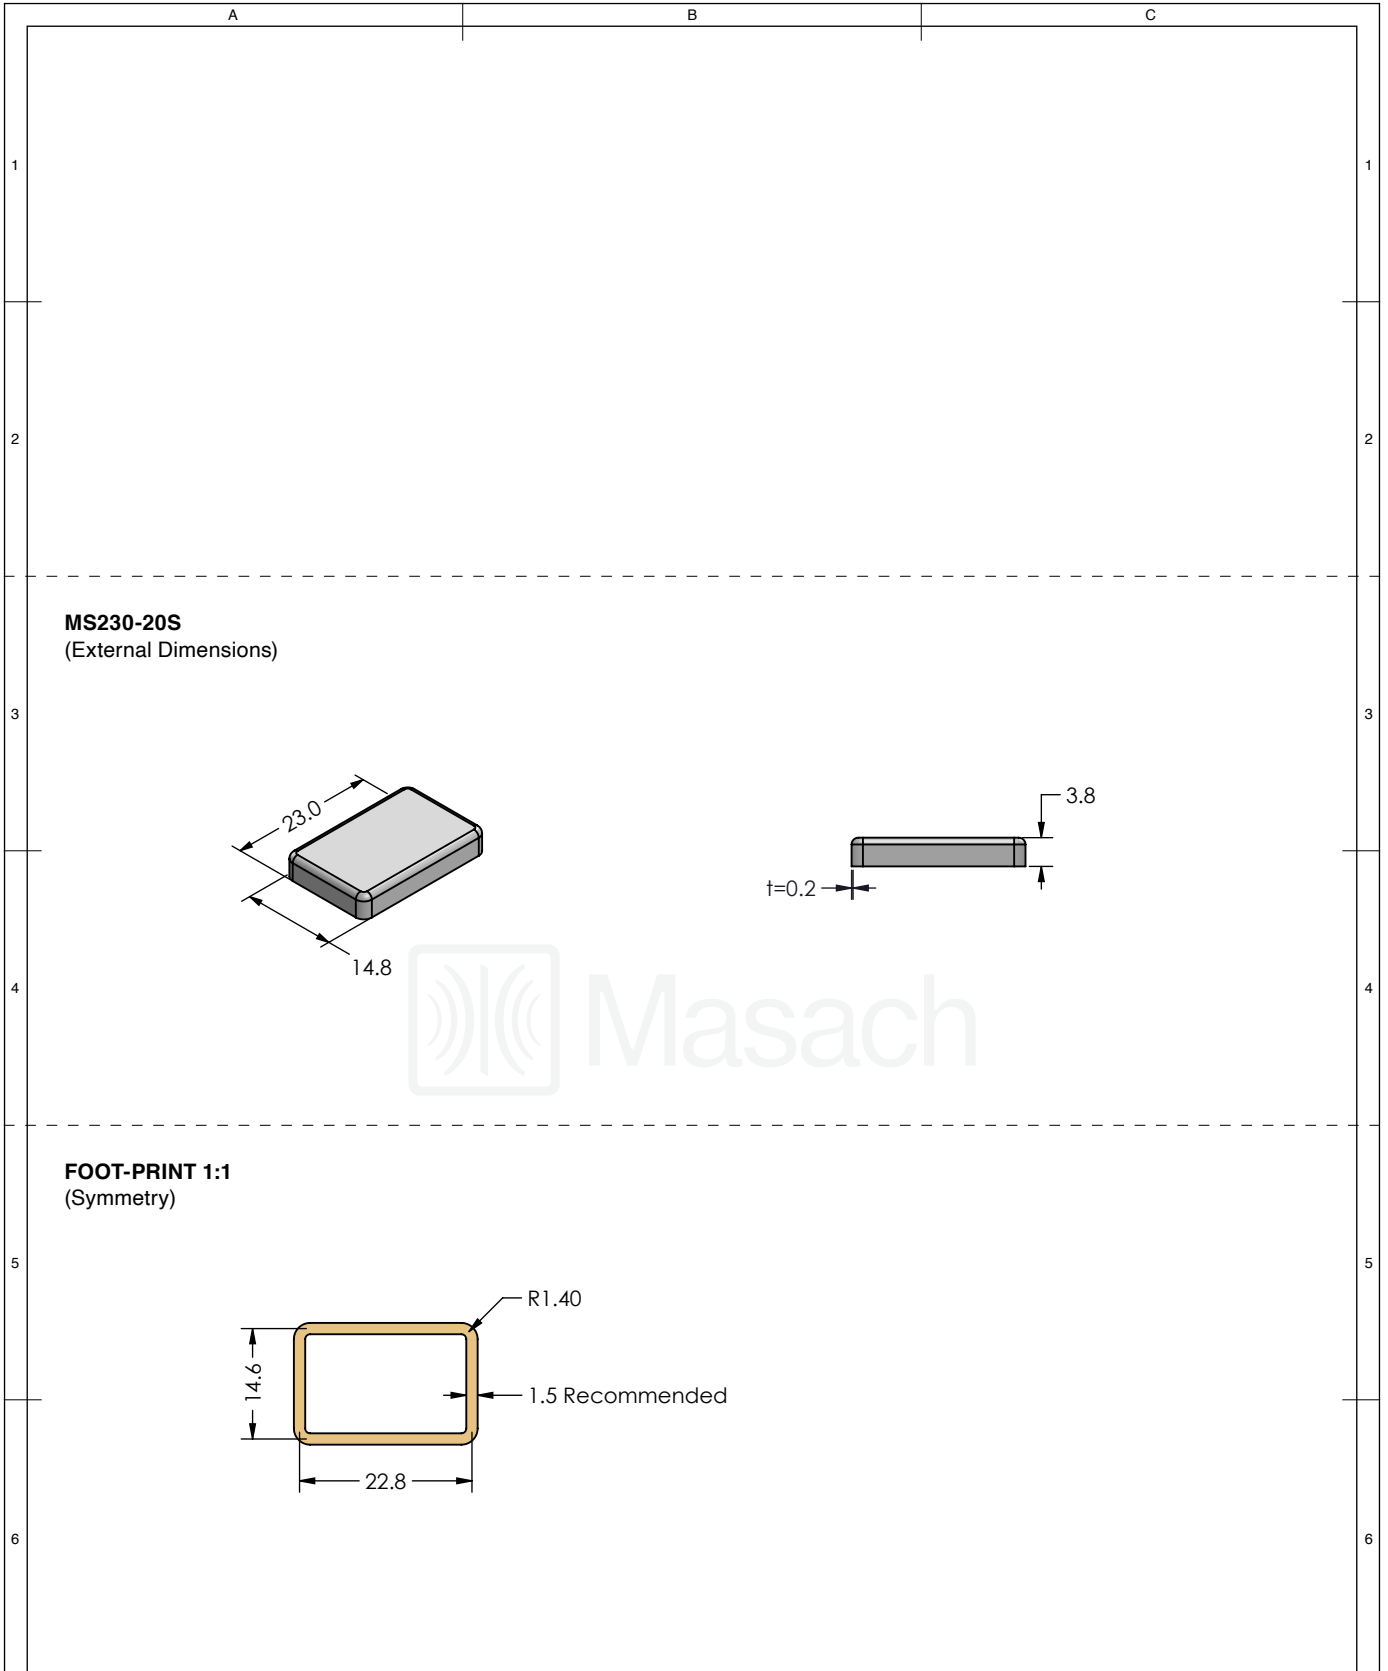 A B C
1 1
2 2
MS230-20S
(External Dimensions)
3 3
23.0
3.8
t=0.2
14.8
Masach
4 4
FOOT-PRINT 1:1
(Symmetry)
5 5
R1.40
14.6
1.5 Recommended
22.8
6 6